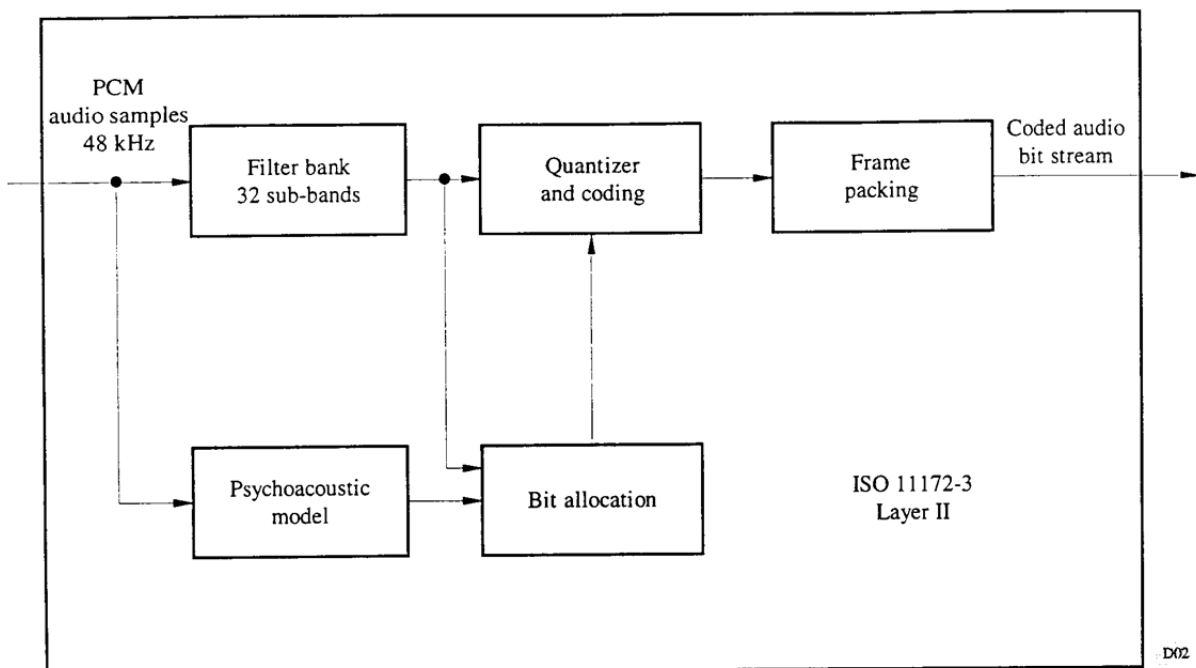 PCM
audio samples
48 kHz
Filter bank
32 sub-bands
Quantizer
and coding
Frame
packing
Coded audio
bit stream
Psychoacoustic
model
Bit allocation
ISO 11172-3
Layer II
D02